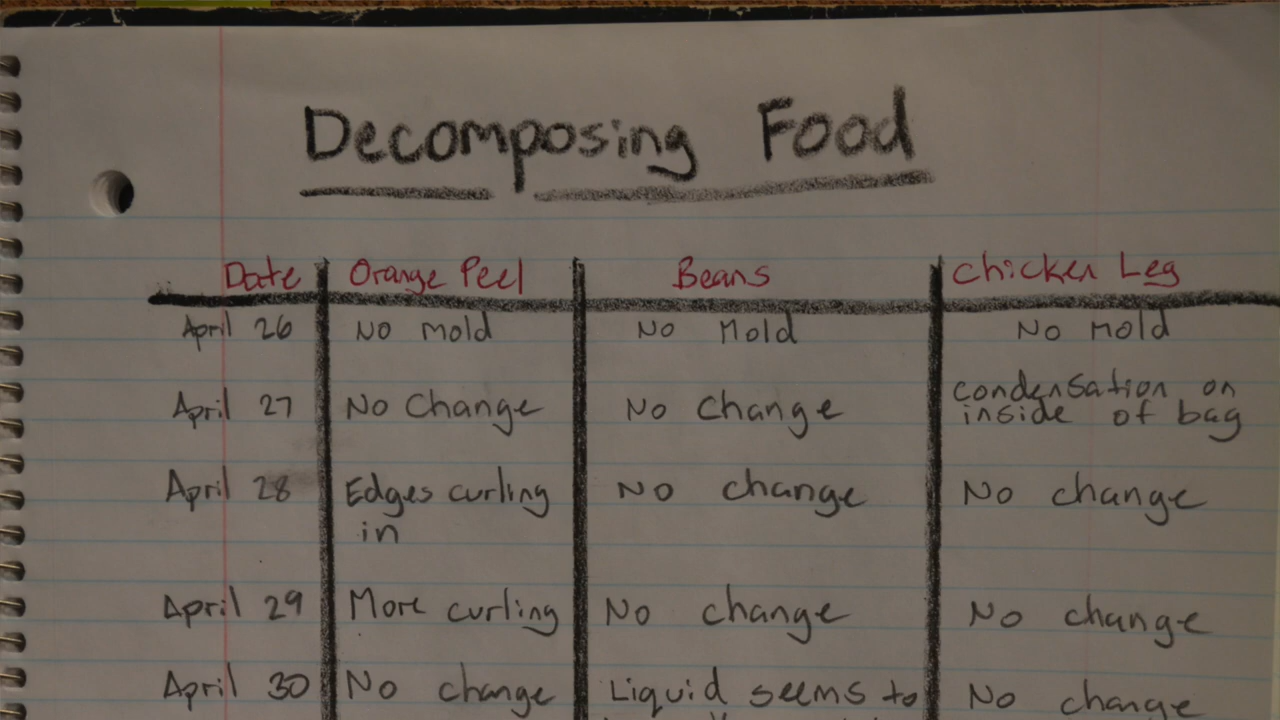 Decomposing Food
Date Orange Peel Beans Chicken Leg
April 26 No mold No Mold No Mold
April 27 No Change No change condensation on
inside of bag
April 28 Edges curling No change No change
in
April 29 More curling No change No change
April 30 No change Liquid seems to No change